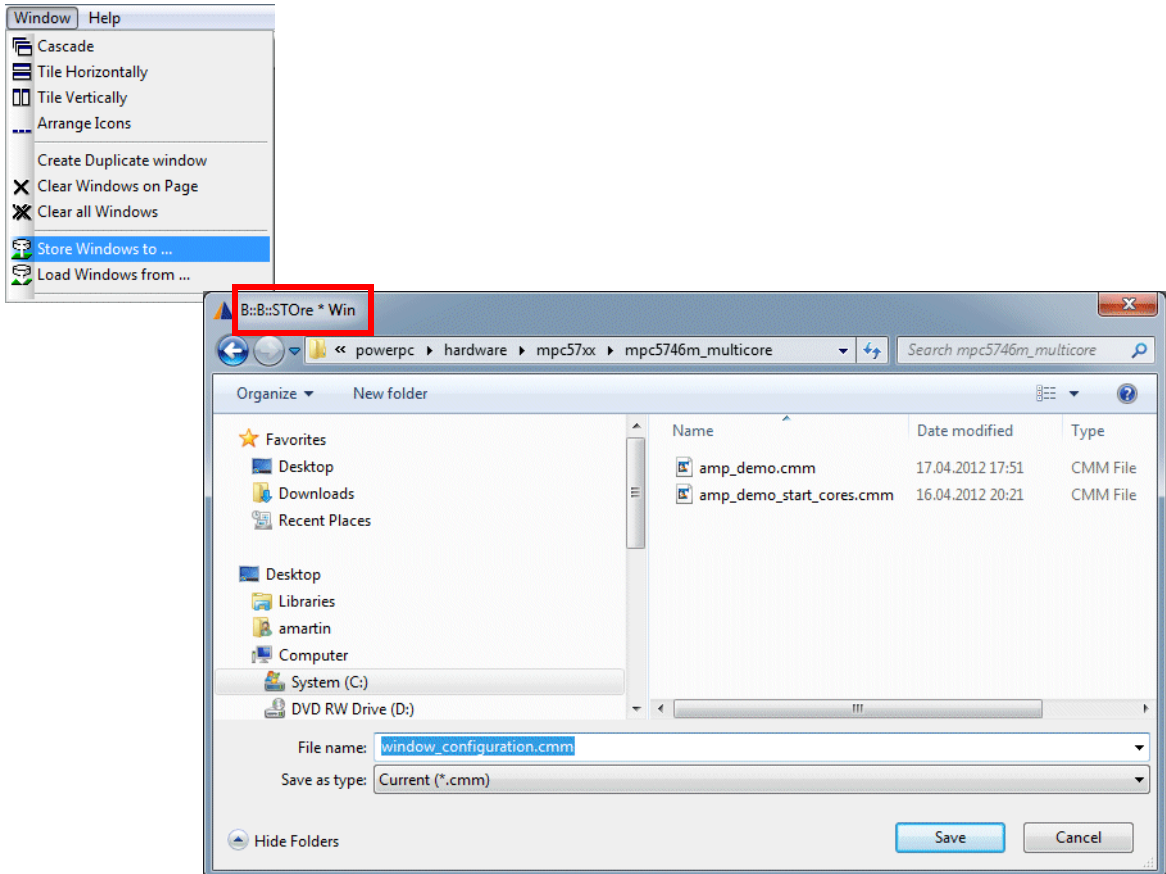 Window Help
Cascade
Tile Horizontally
Tile Vertically
Arrange Icons
Create Duplicate window
Clear Windows on Page
Clear all Windows
Store Windows to ...
Load Windows from ...
B::B::STOre * Win
« powerpc hardware mpc57xx mpc5746m_multicore Search mpc5746m_multicore
Organize New folder
Name Date modified Type
Favorites
Desktop
Downloads
Recent Places
Desktop
Libraries
amartin
Computer
System (C:)
DVD RW Drive (D:)
amp_demo.cmm 17.04.2012 17:51 CMM File
amp_demo_start_cores.cmm 16.04.2012 20:21 CMM File
File name: window_configuration.cmm
Save as type: Current (*.cmm)
Hide Folders Save Cancel